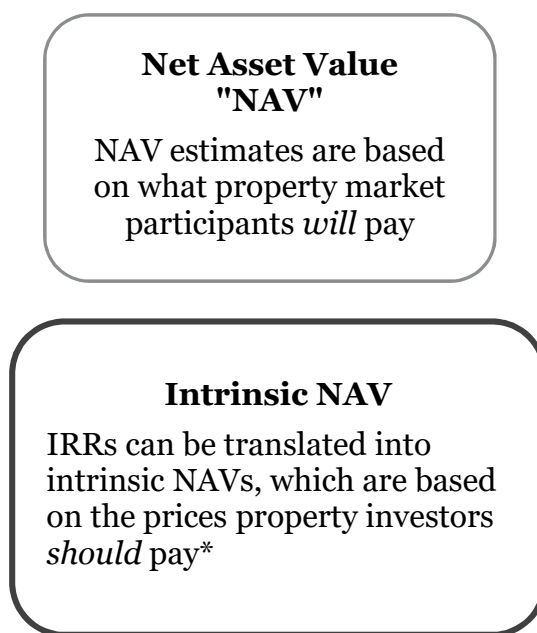 Net Asset Value
"NAV"
NAV estimates are based
on what property market
participants will pay
Intrinsic NAV
IRRs can be translated into
intrinsic NAVs, which are based
on the prices property investors
should pay*